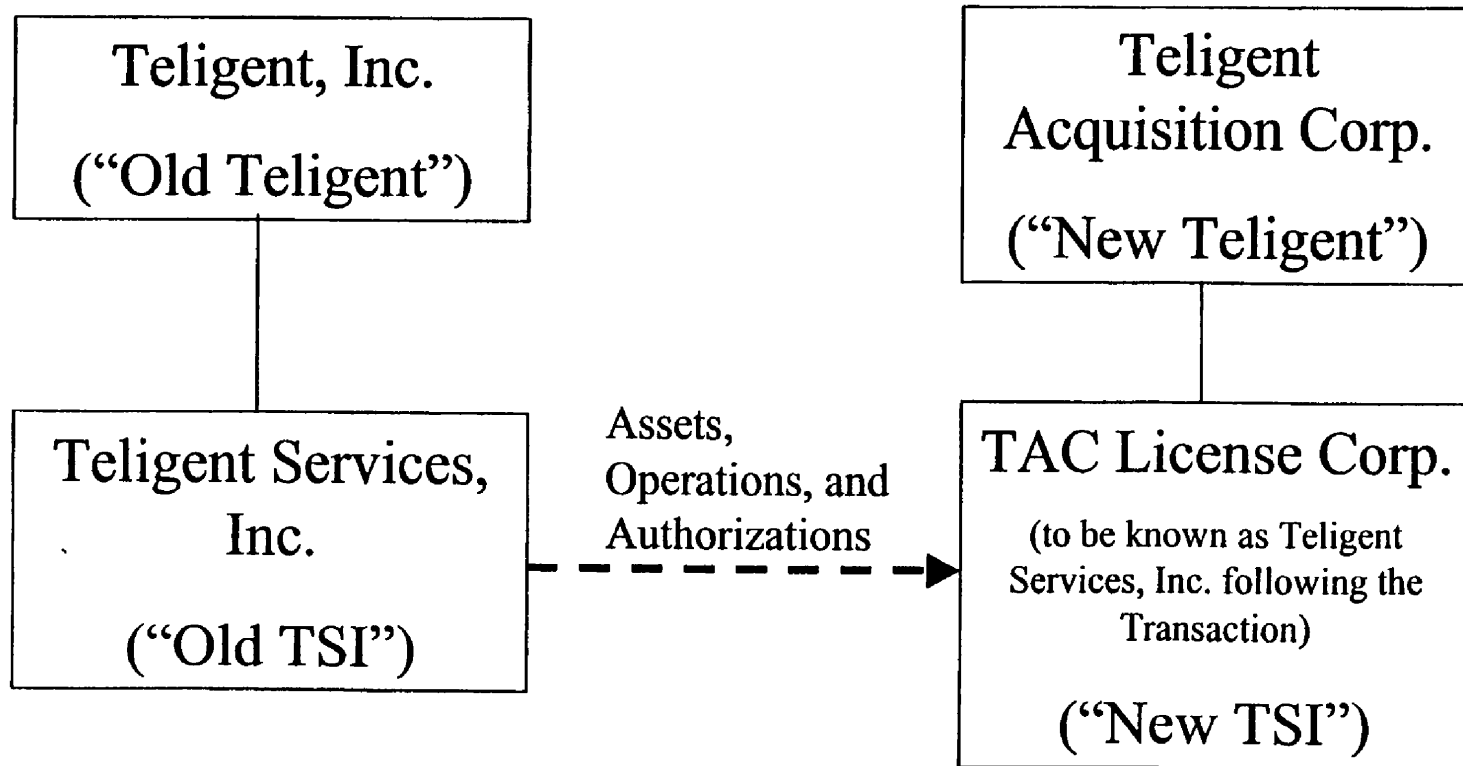 Teligent, Inc.
(“Old Teligent”)
Teligent
Acquisition Corp.
(“New Teligent”)
Teligent Services,
Inc.
(“Old TSI”)
Assets,
Operations, and
Authorizations
TAC License Corp.
(to be known as Teligent
Services, Inc. following the
Transaction)
(“New TSI”)